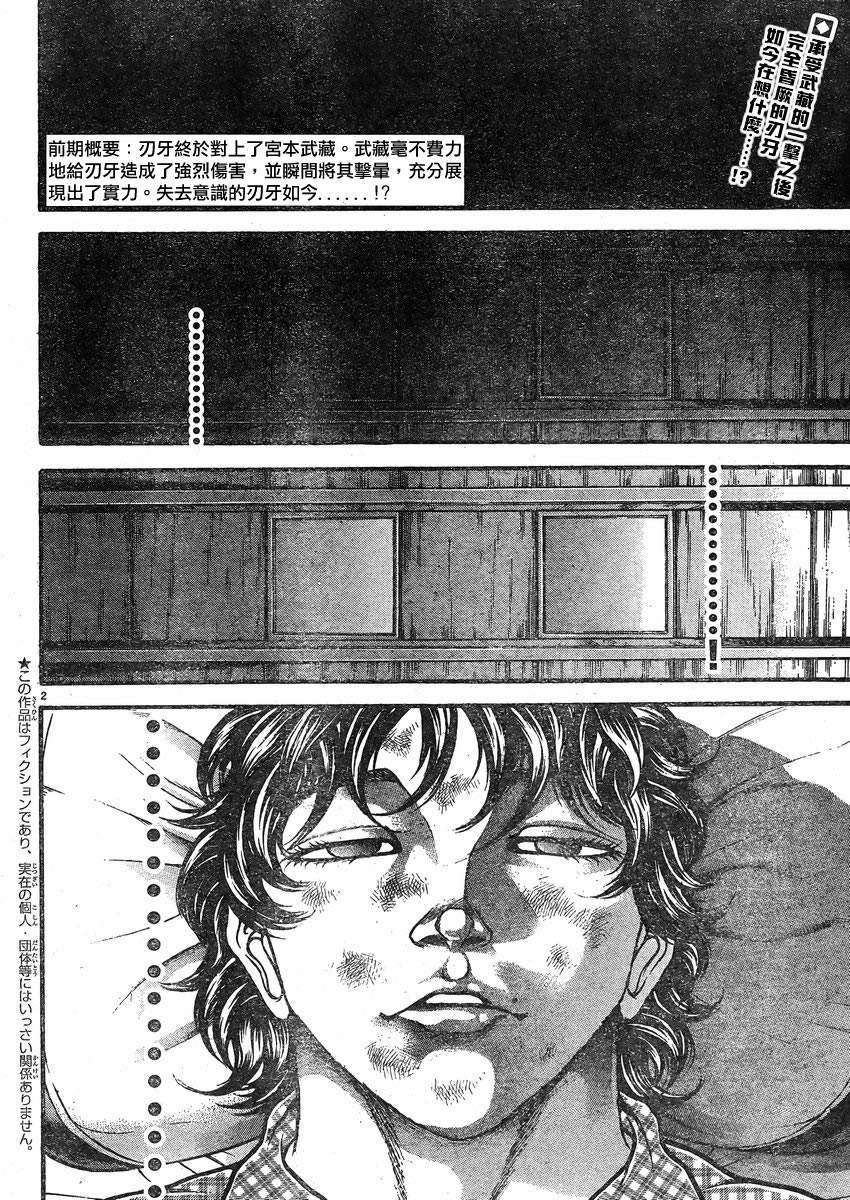 ◆承受武藏的一擊之後
完全昏厥的刃牙
如今在想什麼……!?
前期概要：刃牙終於對上了宮本武藏。武藏毫不費力
地給刃牙造成了強烈傷害，並瞬間將其擊暈，充分展
現出了實力。失去意識的刃牙如今......!?
2
★この作品はフィクションであり、実在の個人、団体等にはいっさい関係ありません。